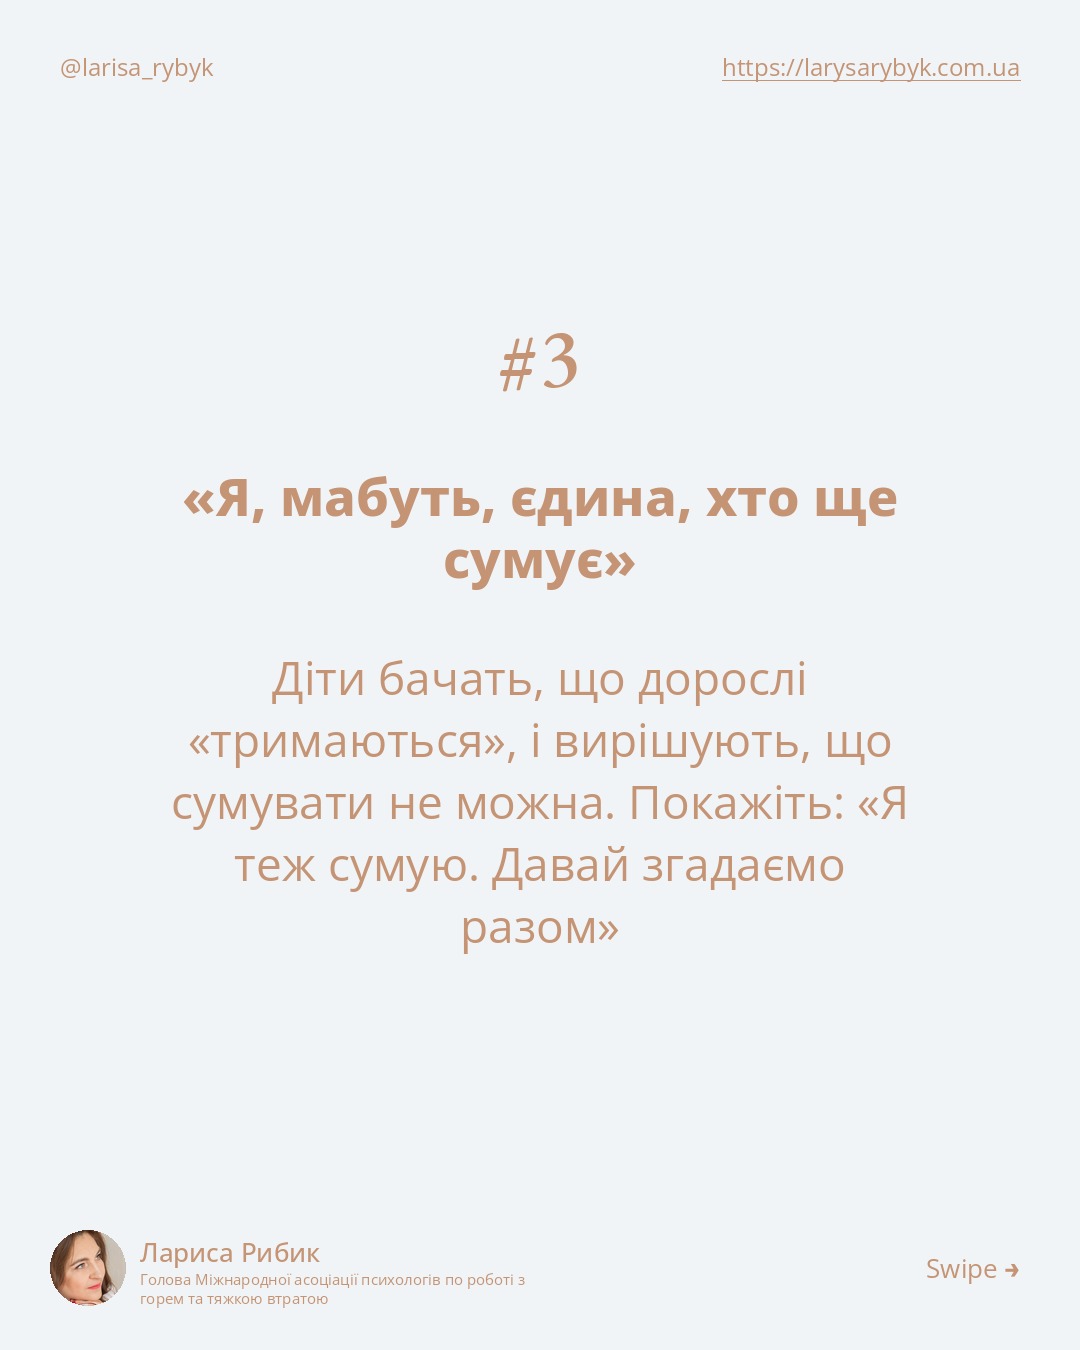 @larisa_rybyk
https://larysarybyk.com.ua
#3
«Я, мабуть, єдина, хто ще
сумує»
Діти бачать, що дорослі
«тримаються», і вирішують, що
сумувати не можна. Покажіть: «Я
теж сумую. Давай згадаємо
разом»
Лариса Рибик
Голова Міжнародної асоціації психологів по роботі з
горем та тяжкою втратою
Swipe →